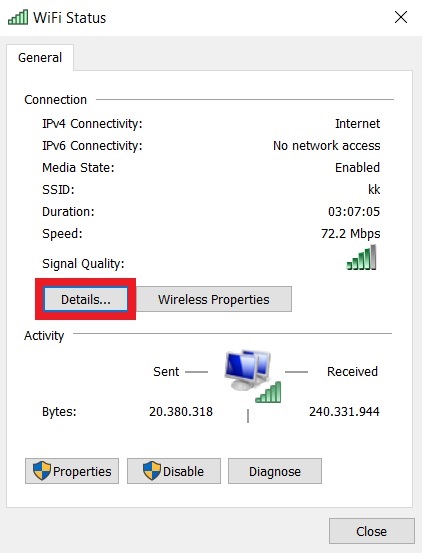 WiFi Status
General
Connection
IPv4 Connectivity: Internet
IPv6 Connectivity: No network access
Media State: Enabled
SSID: kk
Duration: 03:07:05
Speed: 72.2 Mbps
Signal Quality:
Details... Wireless Properties
Activity
Sent Received
Bytes: 20.380.318 240.331.944
Properties Disable Diagnose
Close